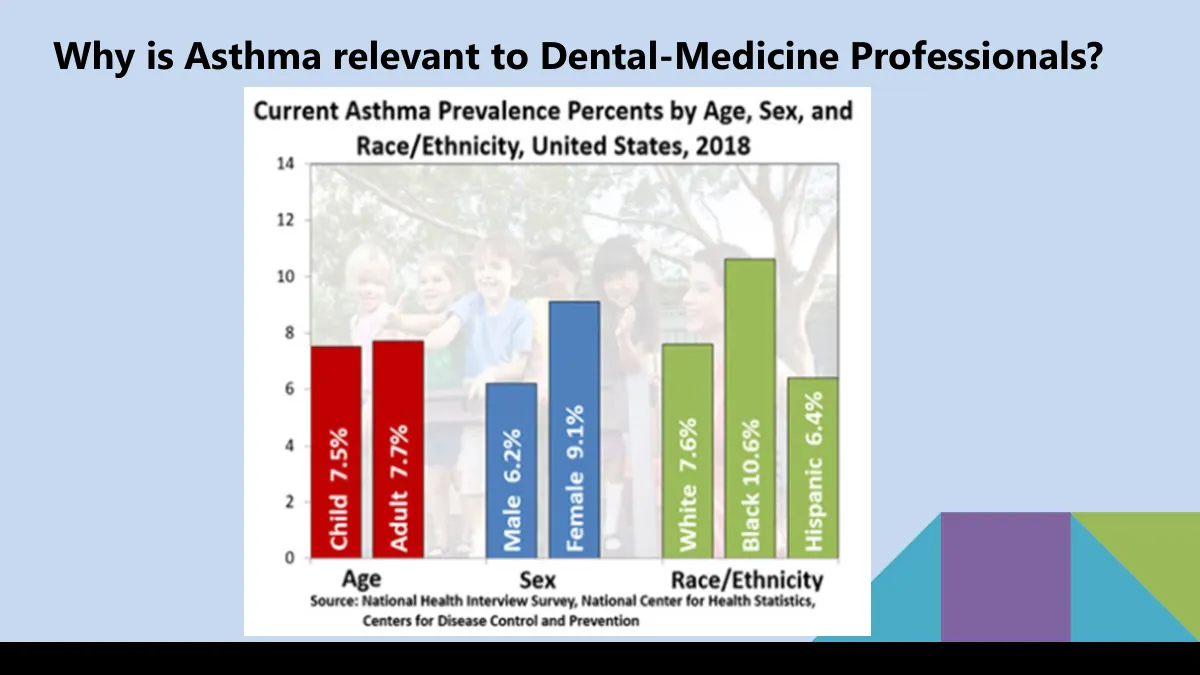 Why is Asthma relevant to Dental-Medicine Professionals?
Current Asthma Prevalence Percents by Age, Sex, and
Race/Ethnicity, United States, 2018
14
12
10
8
6
4
2
0
Child 7.5%
Adult 7.7%
Male 6.2%
Female 9.1%
White 7.6%
Black 10.6%
Hispanic 6.4%
Age
Sex
Race/Ethnicity
Source: National Health Interview Survey, National Center for Health Statistics,
Centers for Disease Control and Prevention